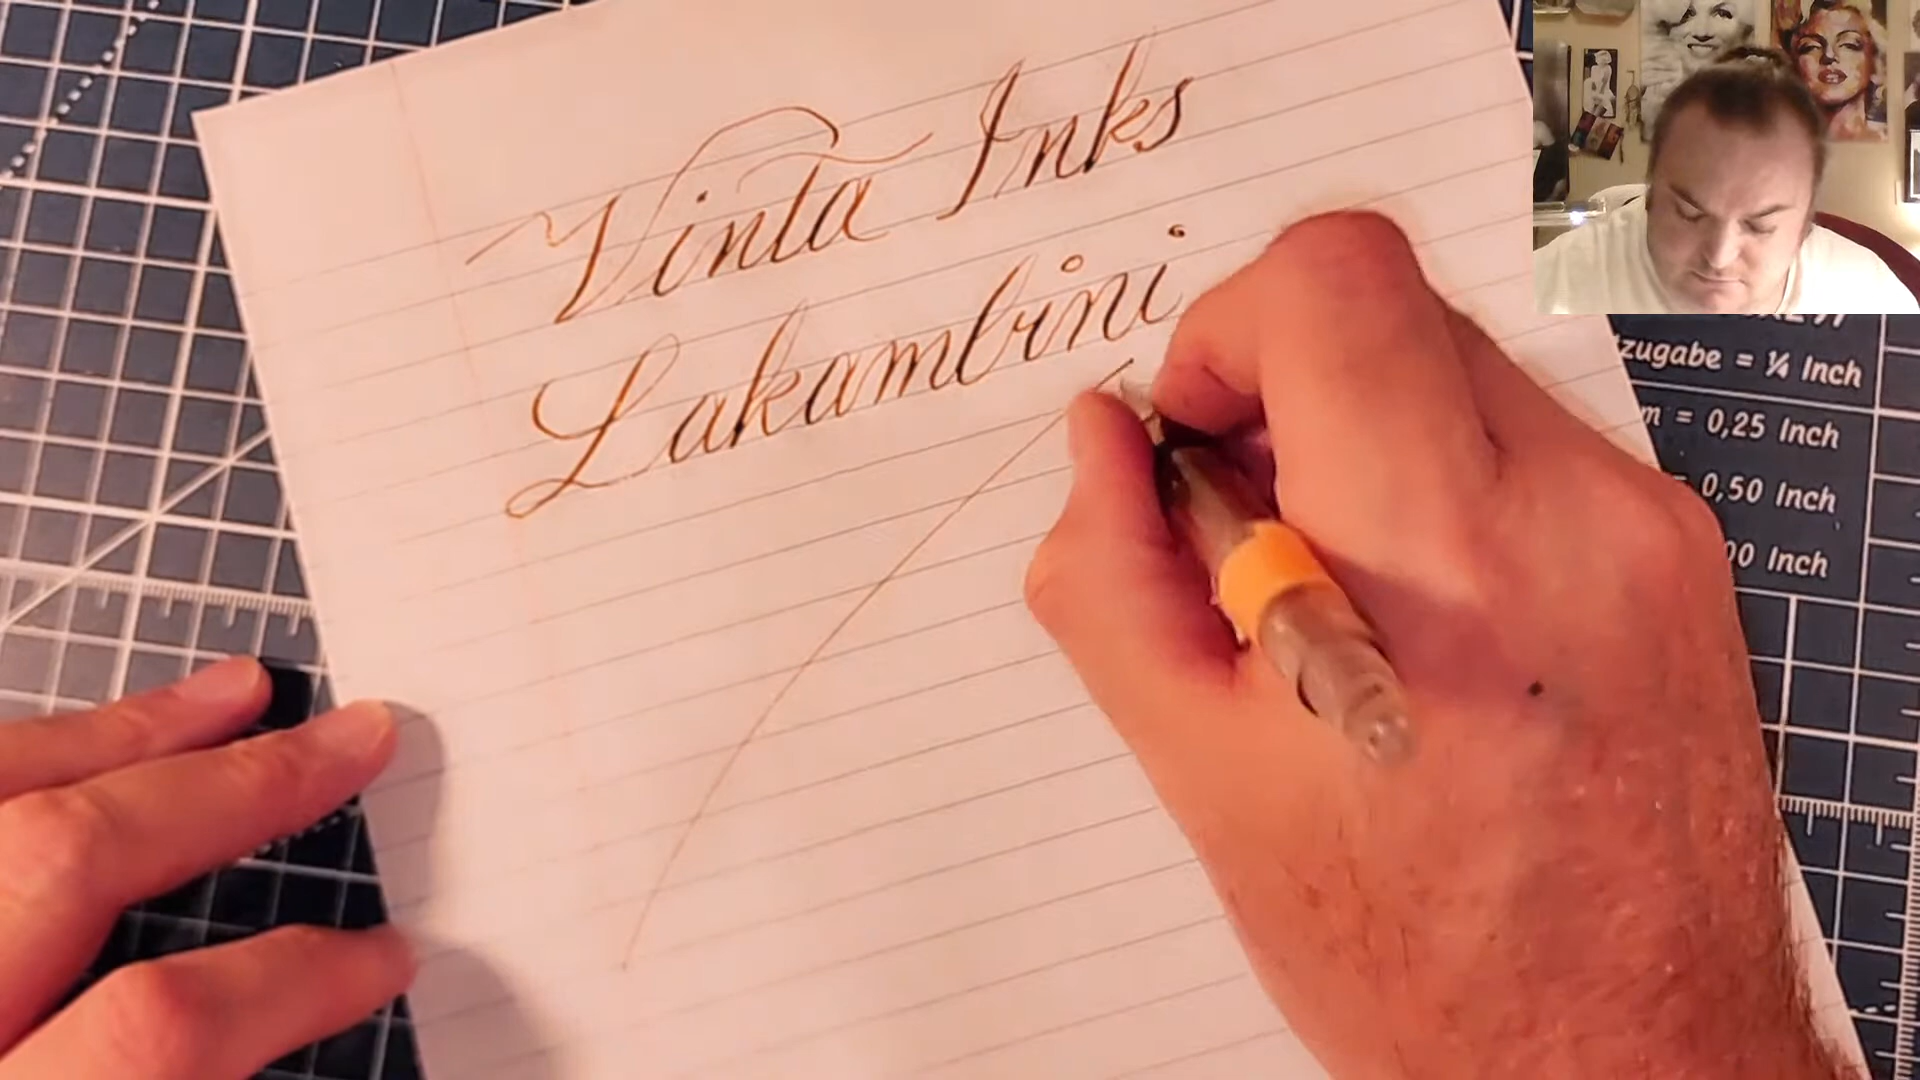 Vinta Inks
Lakambini
zugabe = ¼ Inch
m = 0,25 Inch
0,50 Inch
00 Inch